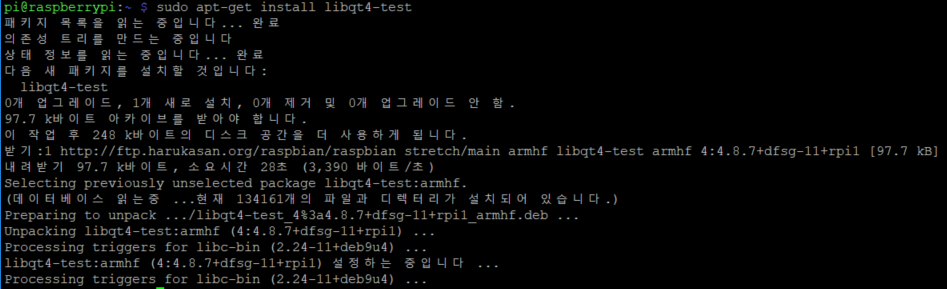 pi@raspberrypi:~ $ sudo apt-get install libqt4-test
패키지 목록을 읽는 중입니다... 완료
의존성 트리를 만드는 중입니다
상태 정보를 읽는 중입니다... 완료
다음 새 패키지를 설치할 것입니다:
  libqt4-test
0개 업그레이드, 1개 새로 설치, 0개 제거 및 0개 업그레이드 안 함.
97.7 k바이트 아카이브를 받아야 합니다.
이 작업 후 248 k바이트의 디스크 공간을 더 사용하게 됩니다.
받기:1 http://ftp.harukasan.org/raspbian/raspbian stretch/main armhf libqt4-test armhf 4:4.8.7+dfsg-11+rpi1 [97.7 kB]
내려받기 97.7 k바이트, 소요시간 28초 (3,390 바이트/초)
Selecting previously unselected package libqt4-test:armhf.
(데이터베이스 읽는중 ...현재 134161개의 파일과 디렉터리가 설치되어 있습니다.)
Preparing to unpack .../libqt4-test_4%3a4.8.7+dfsg-11+rpi1_armhf.deb ...
Unpacking libqt4-test:armhf (4:4.8.7+dfsg-11+rpi1) ...
Processing triggers for libc-bin (2.24-11+deb9u4) ...
libqt4-test:armhf (4:4.8.7+dfsg-11+rpi1) 설정하는 중입니다 ...
Processing triggers for libc-bin (2.24-11+deb9u4) ...